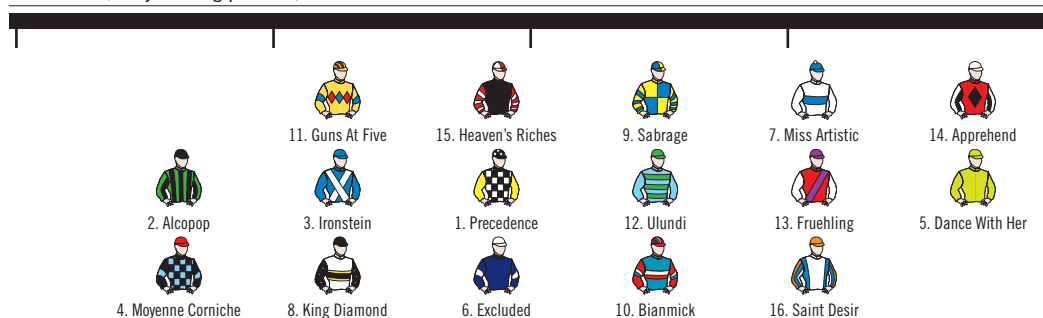 11. Guns At Five 15. Heaven's Riches 9. Sabrage 7. Miss Artistic 14. Apprehend
2. Alcopop 3. Ironstein 1. Precedence 12. Ulundi 13. Fruehling 5. Dance With Her
4. Moyenne Corniche 8. King Diamond 6. Excluded 10. Bianmick 16. Saint Desir